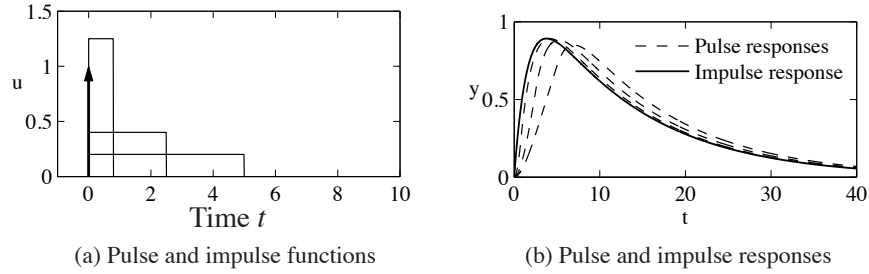 1.5
1
u
0.5
0
0 2 4 6 8 10
Time t
(a) Pulse and impulse functions
1
y
0.5
0
0 10 20 30 40
t
Pulse responses
Impulse response
(b) Pulse and impulse responses